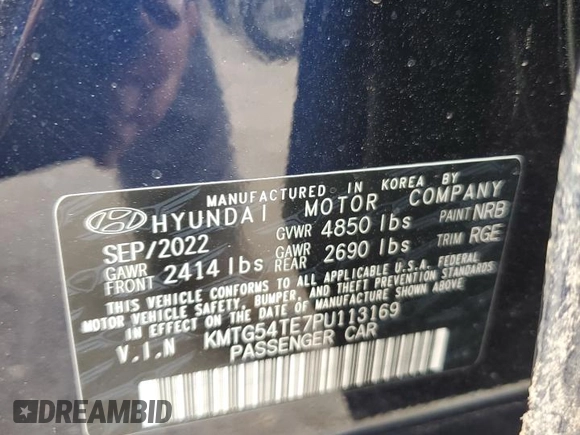 MANUFACTURED IN KOREA BY
HYUNDAI MOTOR COMPANY
SEP/2022 GVWR 4850 lbs PAINT NRB
GAWR FRONT 2414 lbs GAWR REAR 2690 lbs TRIM RGE
THIS VEHICLE CONFORMS TO ALL APPLICABLE U.S.A. FEDERAL
MOTOR VEHICLE SAFETY, BUMPER, AND THEFT PREVENTION STANDARDS
IN EFFECT ON THE DATE OF MANUFACTURE SHOWN ABOVE.
V.I.N KMTG54TE7PU113169
PASSENGER CAR
DREAMBID